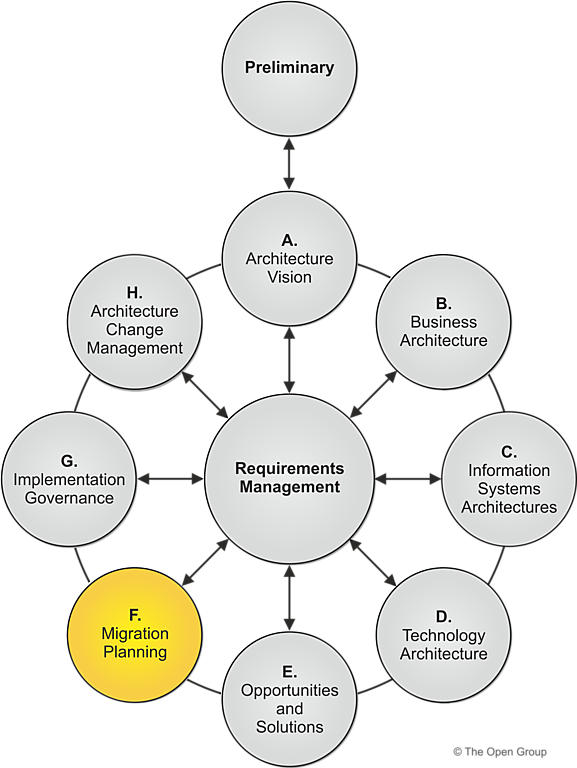 Preliminary
A.
Architecture
Vision
H.
Architecture
Change
Management
B.
Business
Architecture
Requirements
Management
G.
Implementation
Governance
C.
Information
Systems
Architectures
F.
Migration
Planning
D.
Technology
Architecture
E.
Opportunities
and
Solutions
© The Open Group